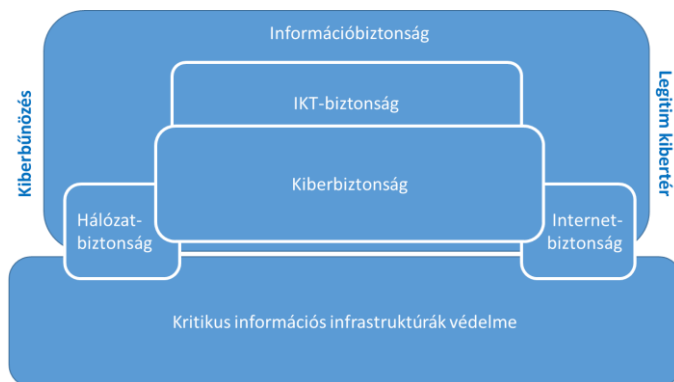 Információbiztonság
IKT-biztonság
Kiberbűnözés
Legitim kibertér
Kiberbiztonság
Hálózat-
biztonság
Internet-
biztonság
Kritikus információs infrastruktúrák védelme